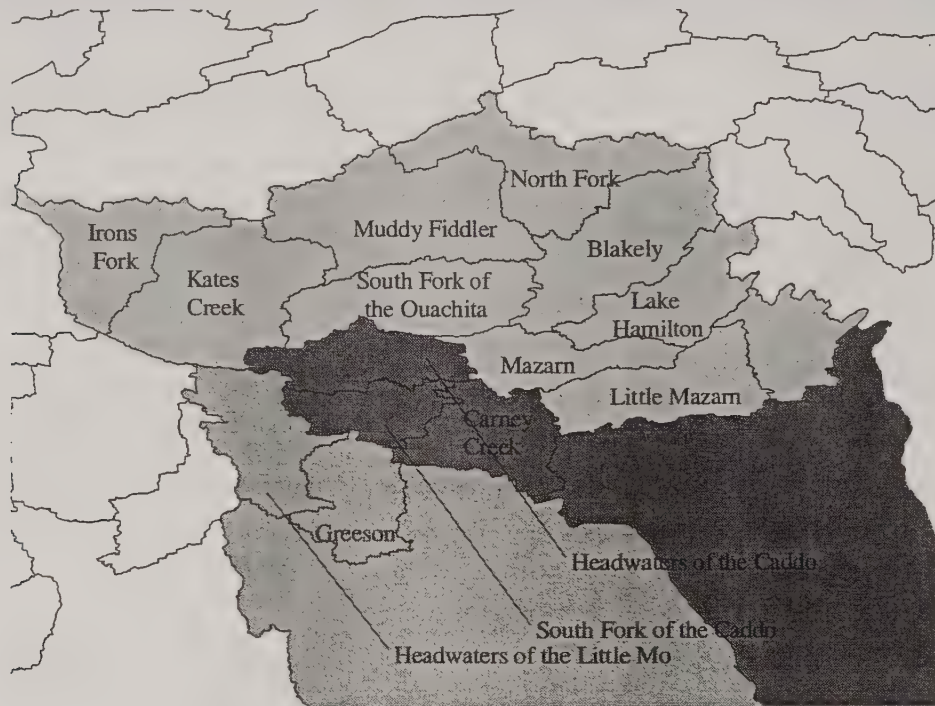 North Fork
Irons
Fork
Muddy Fiddler
Blakely
Kates
Creek
South Fork of
the Ouachita
Lake
Hamilton
Mazarn
Little Mazarn
Carney
Creek
Greeson
Headwaters of the Caddo
South Fork of the Caddo
Headwaters of the Little Mo